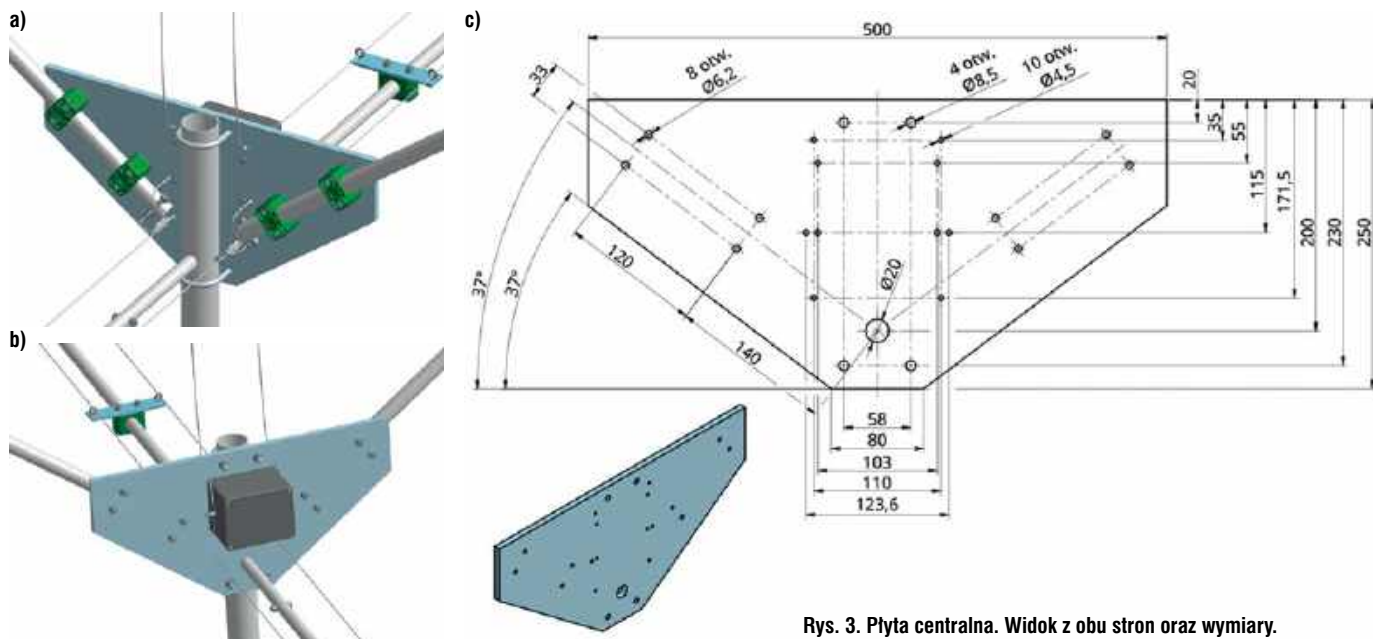 a)
b)
c)
500
33
8 otw.
Ø6,2
4 otw.
Ø8,5
10 otw.
Ø4,5
20
35
55
115
171,5
200
230
250
37°
37°
120
140
Ø20
58
80
103
110
123,6
Rys. 3. Płyta centralna. Widok z obu stron oraz wymiary.